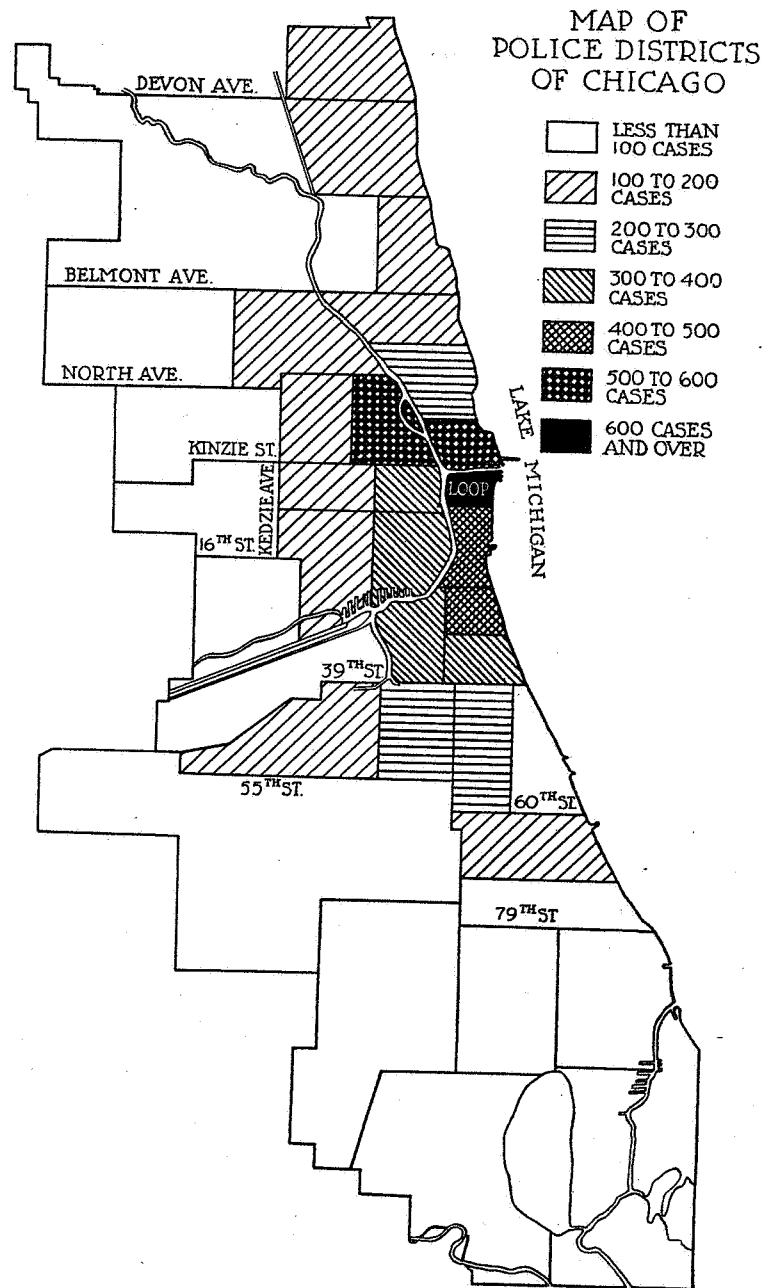 MAP OF
POLICE DISTRICTS
OF CHICAGO
LESS THAN
100 CASES
100 TO 200
CASES
200 TO 300
CASES
300 TO 400
CASES
400 TO 500
CASES
500 TO 600
CASES
600 CASES
AND OVER
DEVON AVE.
BELMONT AVE.
NORTH AVE.
LAKE
MICHIGAN
KINZIE ST.
KEDZIE AVE
LOOP
16TH ST.
39TH ST.
55TH ST.
60TH ST.
79TH ST